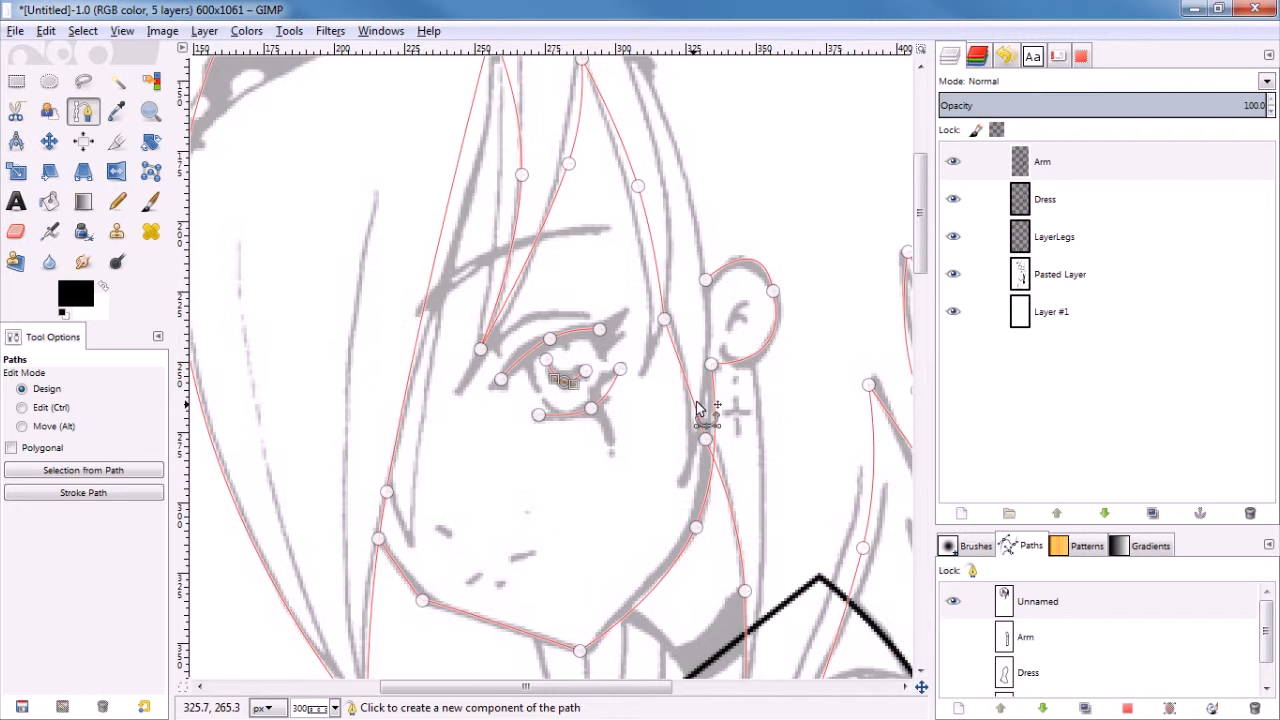 *[Untitled]-1.0 (RGB color, 5 layers) 600x1061 – GIMP
File Edit Select View Image Layer Colors Tools Filters Windows Help
150 200 225 250 275 300 325 350 375 400
Mode: Normal
Opacity 100.0
Lock:
Arm
Dress
LayerLegs
Pasted Layer
Layer #1
Tool Options
Paths
Edit Mode
Design
Edit (Ctrl)
Move (Alt)
Polygonal
Selection from Path
Stroke Path
Brushes Paths Patterns Gradients
Lock:
Unnamed
Arm
Dress
325.7, 265.3 px 300 Click to create a new component of the path